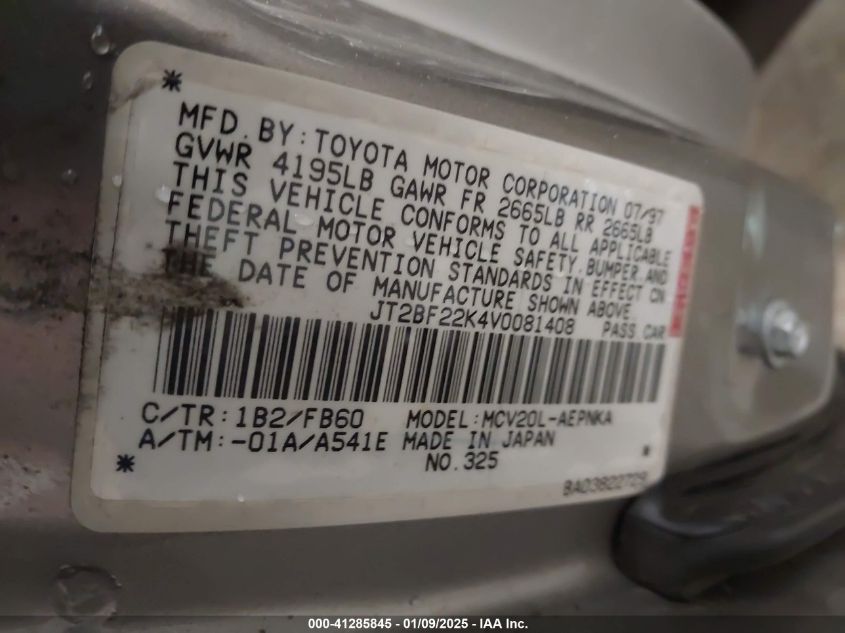 MFD. BY: TOYOTA MOTOR CORPORATION 07/97
GVWR 4195LB GAWR FR 2665LB RR 2665LB
THIS VEHICLE CONFORMS TO ALL APPLICABLE
FEDERAL MOTOR VEHICLE SAFETY, BUMPER, AND
THEFT PREVENTION STANDARDS IN EFFECT ON
THE DATE OF MANUFACTURE SHOWN ABOVE.
JT2BF22K4V0081408 PASS CAR
C/TR: 1B2/FB60 MODEL: MCV20L-AEPNKA
A/TM: -01A/A541E MADE IN JAPAN
NO. 325
BA03822729
000-41285845 - 01/09/2025 - IAA Inc.